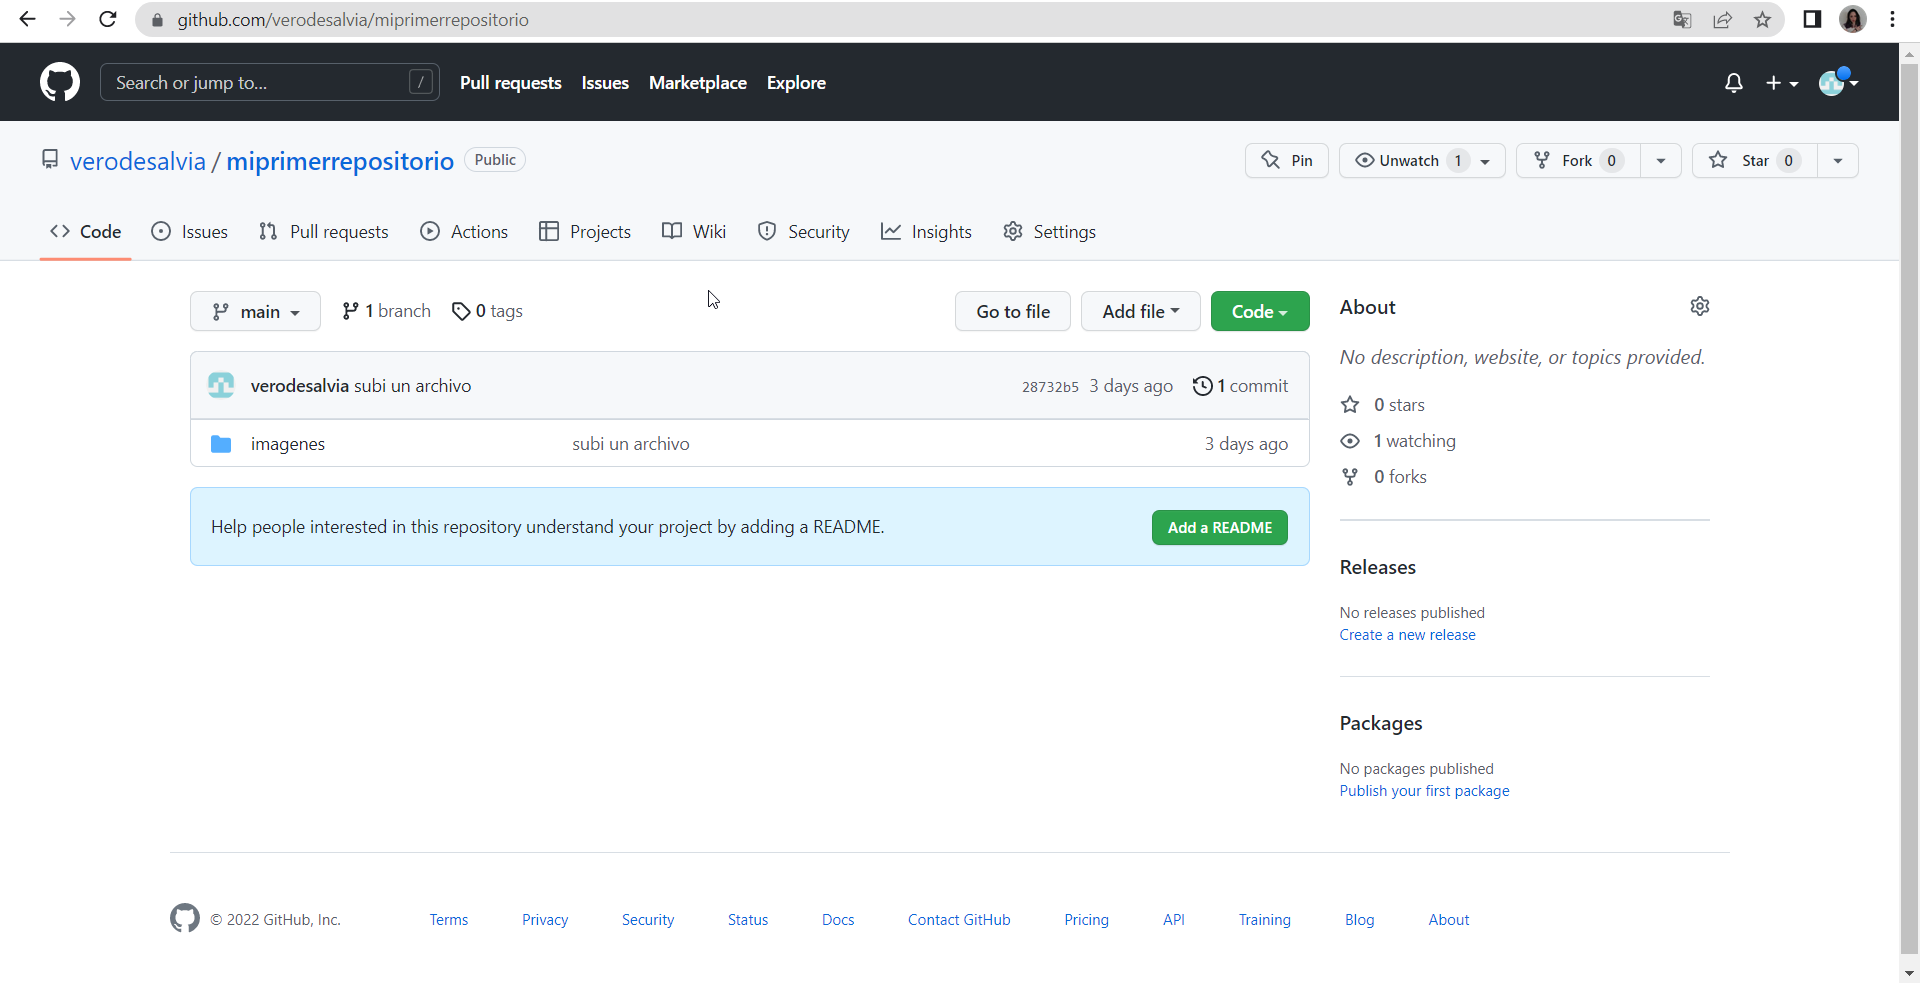 github.com/verodesalvia/miprimerrepositorio
Search or jump to... / Pull requests Issues Marketplace Explore
verodesalvia / miprimerrepositorio Public Pin Unwatch 1 Fork 0 Star 0
Code Issues Pull requests Actions Projects Wiki Security Insights Settings
main 1 branch 0 tags Go to file Add file Code
verodesalvia subi un archivo 28732b5 3 days ago 1 commit
imagenes subi un archivo 3 days ago
Help people interested in this repository understand your project by adding a README. Add a README
About
No description, website, or topics provided.
0 stars
1 watching
0 forks
Releases
No releases published
Create a new release
Packages
No packages published
Publish your first package
© 2022 GitHub, Inc. Terms Privacy Security Status Docs Contact GitHub Pricing API Training Blog About